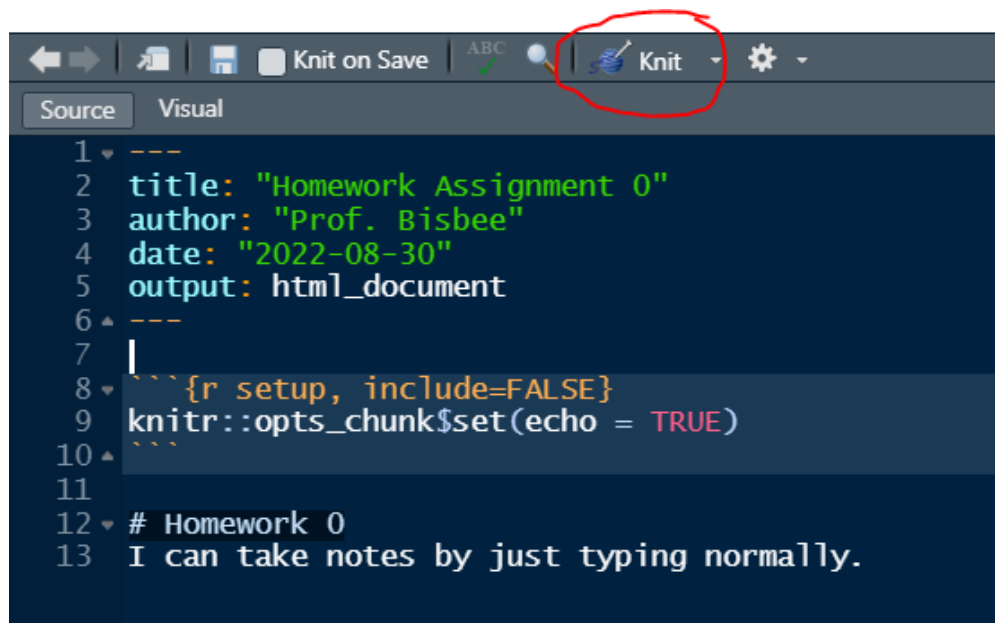 Knit on Save ABC Knit
Source Visual
1 ---
2 title: "Homework Assignment 0"
3 author: "Prof. Bisbee"
4 date: "2022-08-30"
5 output: html_document
6 ---
7
8 ```{r setup, include=FALSE}
9 knitr::opts_chunk$set(echo = TRUE)
10 ```
11
12 # Homework 0
13 I can take notes by just typing normally.